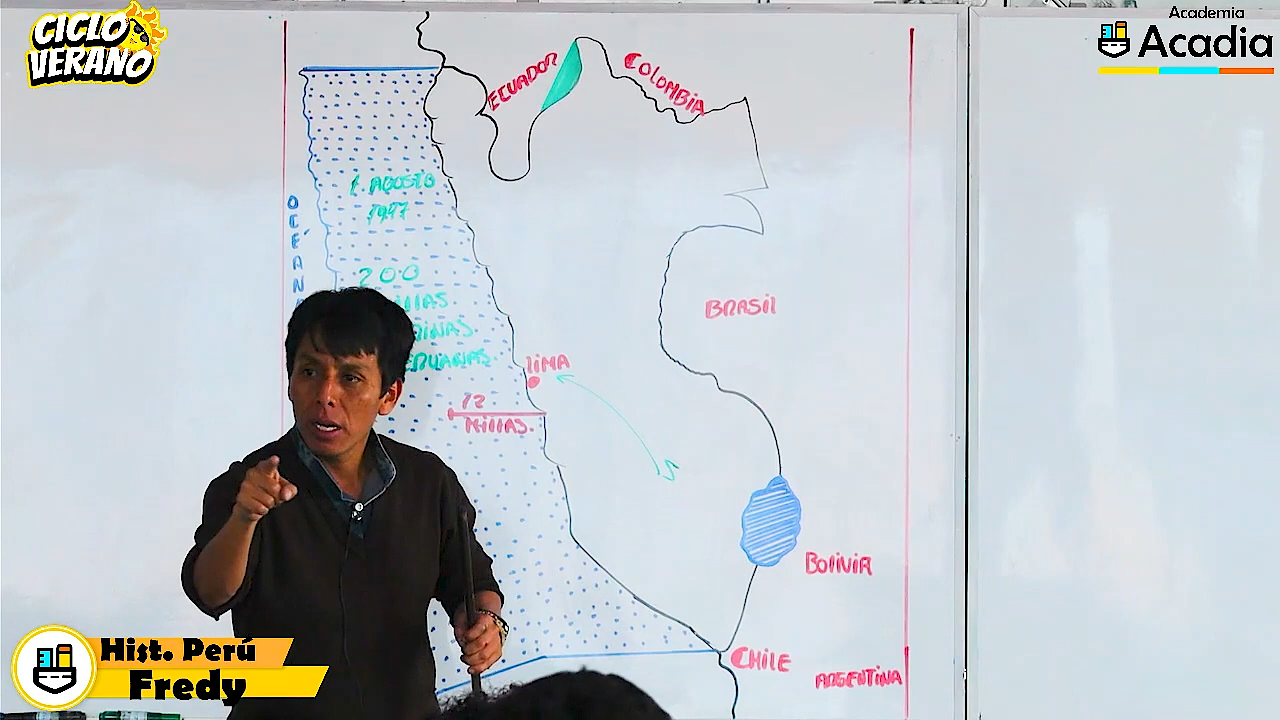 CICLO
VERANO
Academia
Acadia
ECUADOR
COLOMBIA
1 AGOSTO
1947
OCÉAN
200
BRASIL
LIMA
12
MILLAS.
BOLIVIA
CHILE
ARGENTINA
Hist. Perú
Fredy